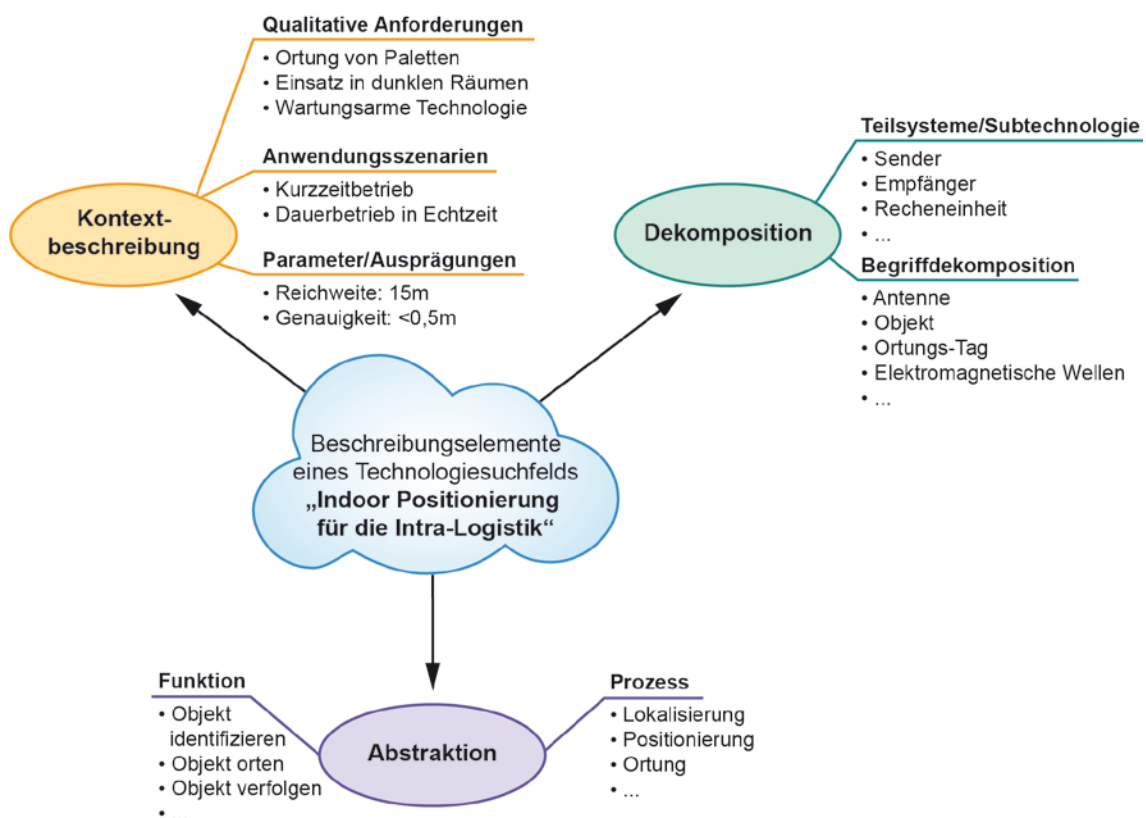 Qualitative Anforderungen
• Ortung von Paletten
• Einsatz in dunklen Räumen
• Wartungsarme Technologie
Anwendungsszenarien
• Kurzzeitbetrieb
• Dauerbetrieb in Echtzeit
Parameter/Ausprägungen
• Reichweite: 15m
• Genauigkeit: <0,5m
Kontext-
beschreibung
Teilsysteme/Subtechnologie
• Sender
• Empfänger
• Recheneinheit
• ...
Begriffdekomposition
• Antenne
• Objekt
• Ortungs-Tag
• Elektromagnetische Wellen
• ...
Dekomposition
Beschreibungselemente
eines Technologiesuchfelds
„Indoor Positionierung
für die Intra-Logistik“
Funktion
• Objekt
identifizieren
• Objekt orten
• Objekt verfolgen
• ...
Abstraktion
Prozess
• Lokalisierung
• Positionierung
• Ortung
• ...